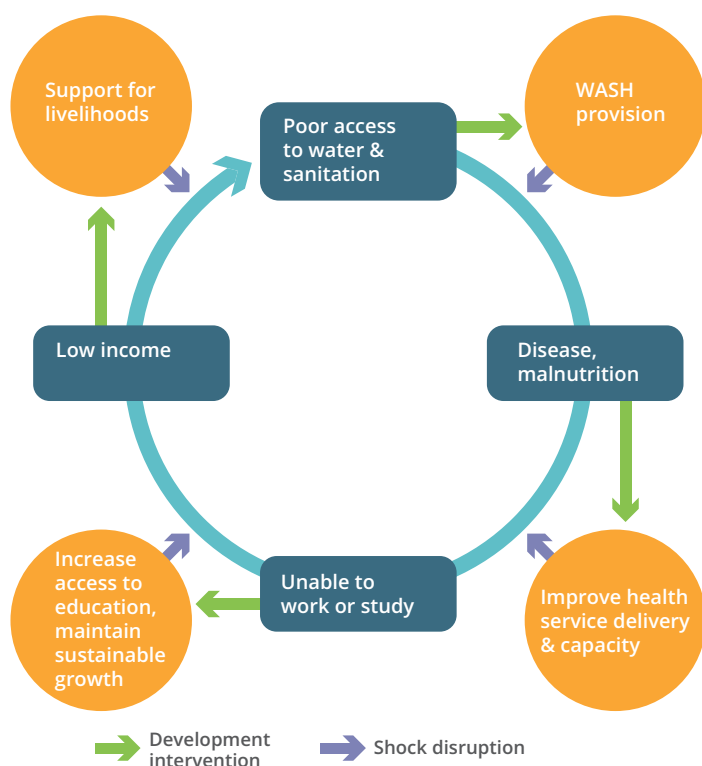 Support for
livelihoods
Poor access
to water &
sanitation
WASH
provision
Low income
Disease,
malnutrition
Increase
access to
education,
maintain
sustainable
growth
Unable to
work or study
Improve health
service delivery
& capacity
Development
intervention
Shock disruption